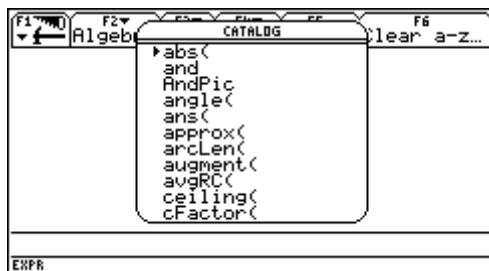 F1 F2 F6
Algeb CATALOG Clear a-z...
abs(
and
AndPic
angle(
ans(
approx(
arcLen(
augment(
avgRC(
ceiling(
cFactor(
EXPR